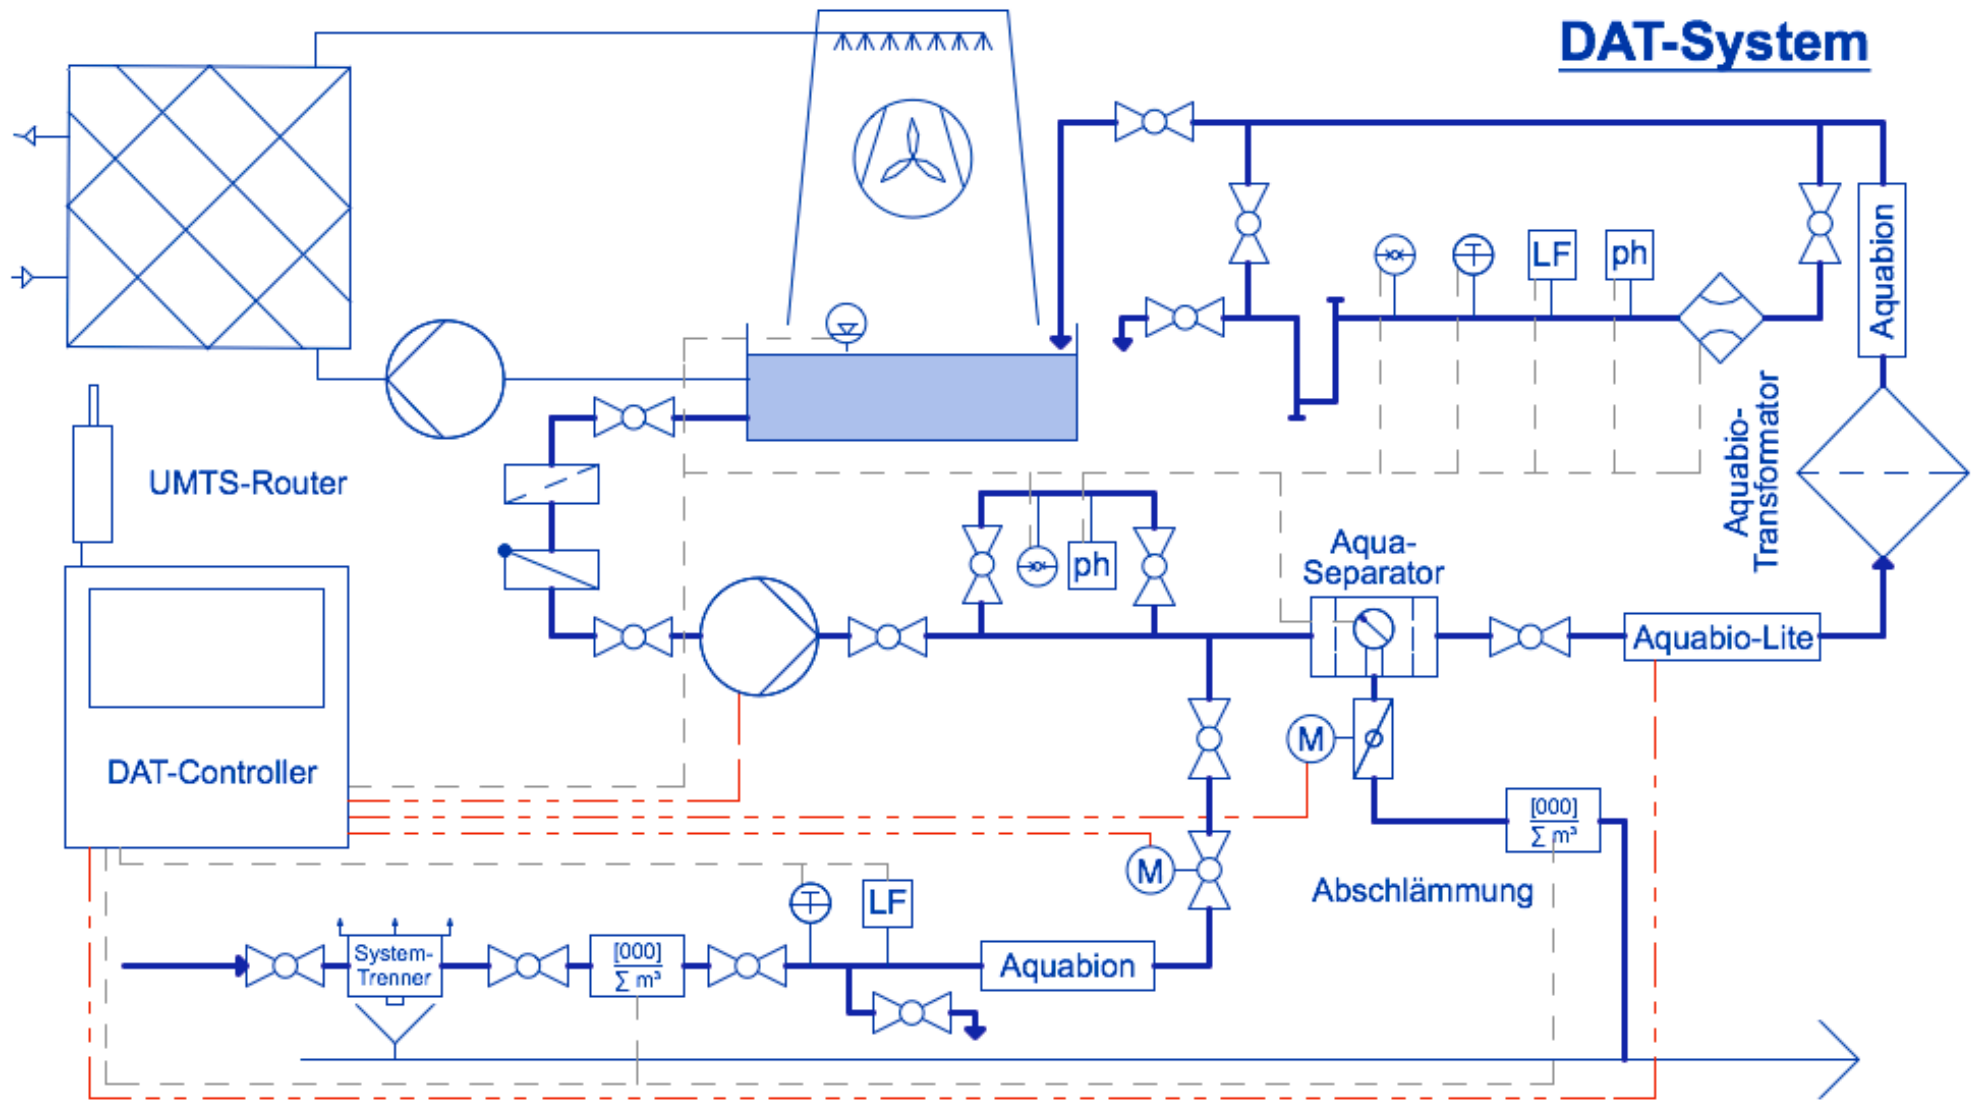 DAT-System
LF
ph
Aquabion
Aquabio-
Transformator
UMTS-Router
ph
Aqua-
Separator
Aquabio-Lite
M
DAT-Controller
[000]
∑ m³
M
Abschlämmung
T
LF
System-
Trenner
[000]
∑ m³
Aquabion
T